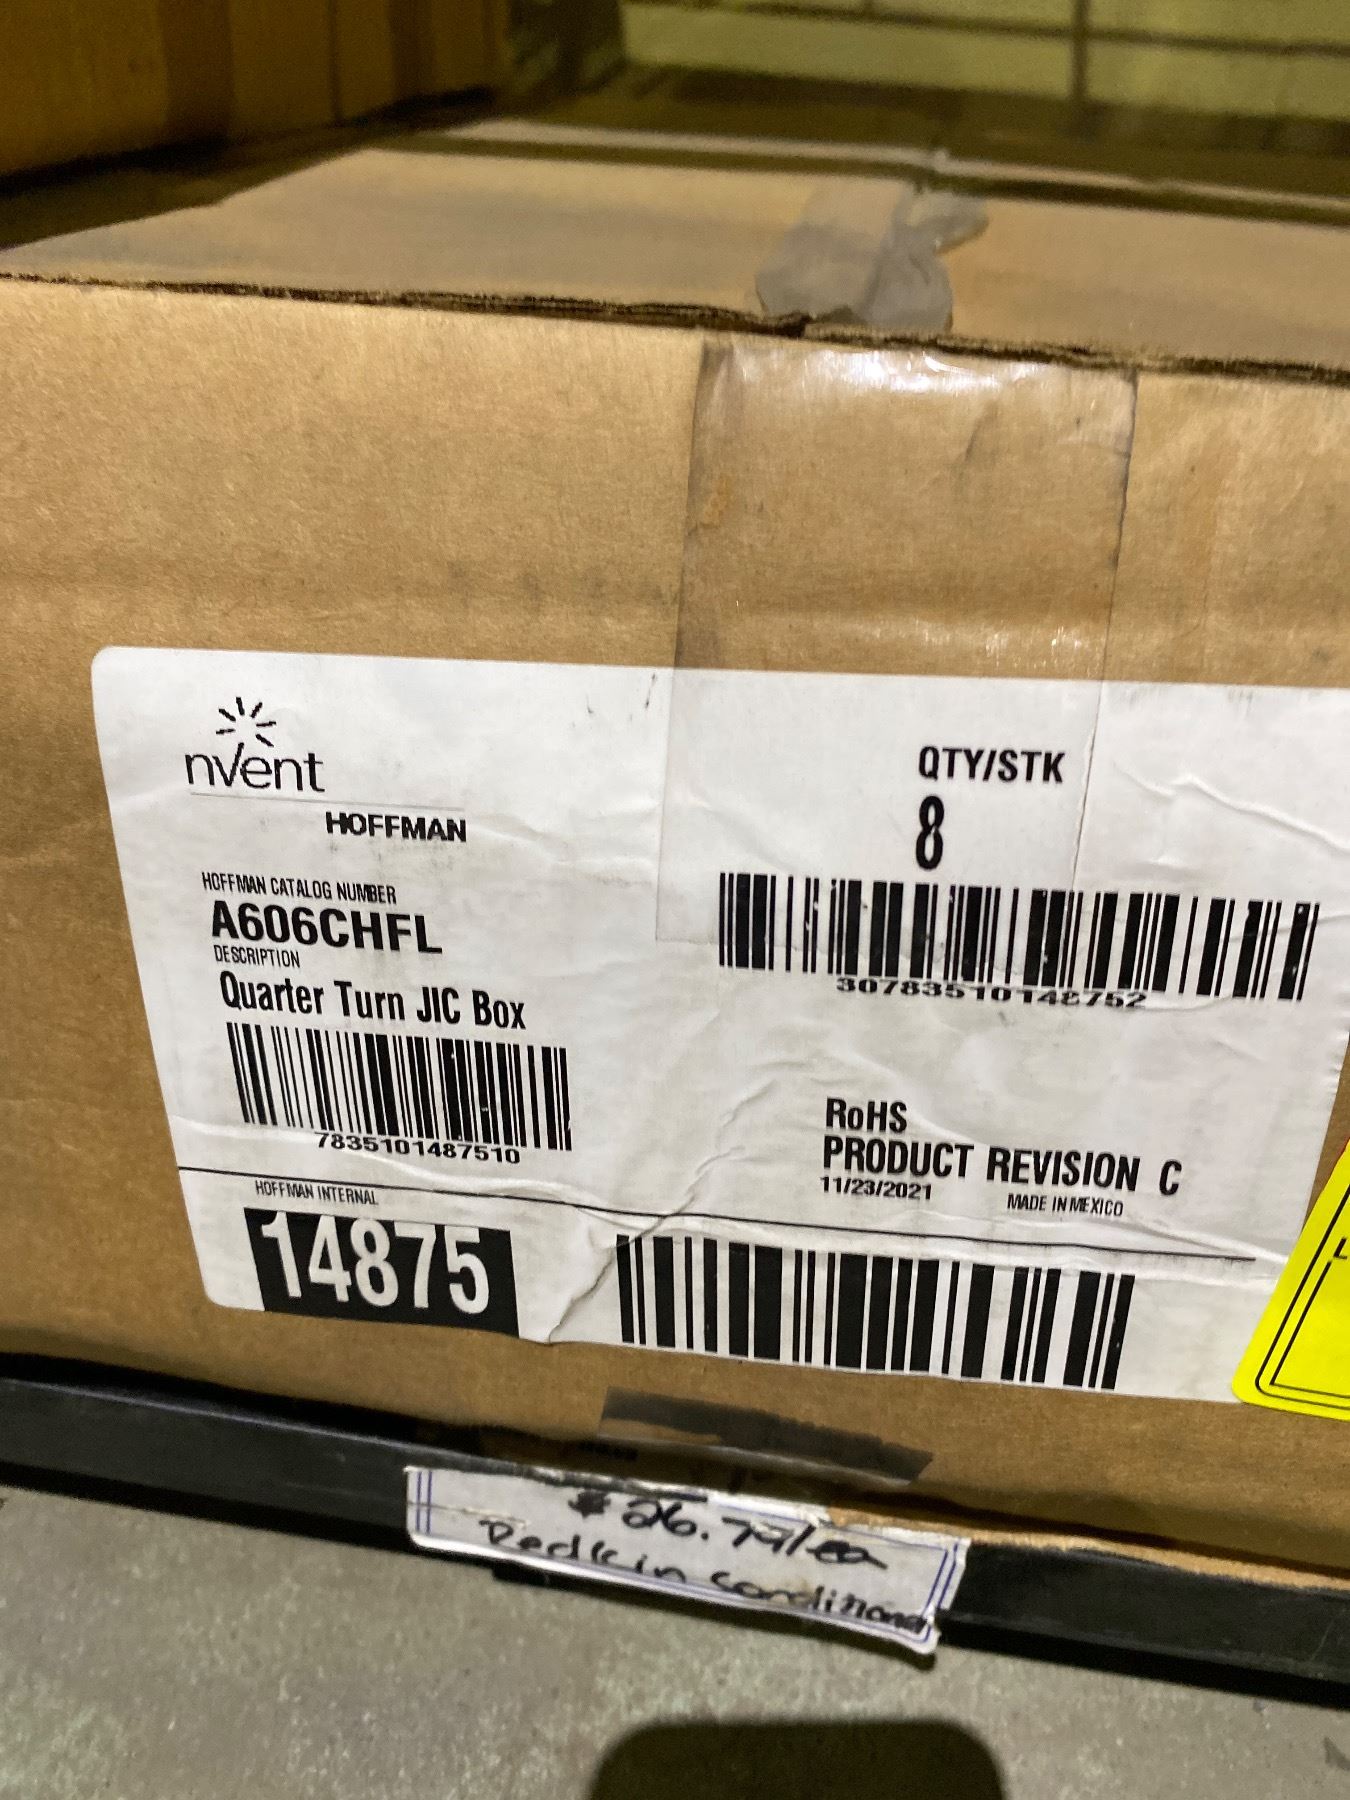 nVent
HOFFMAN
HOFFMAN CATALOG NUMBER
A606CHFL
DESCRIPTION
Quarter Turn JIC Box
7835101487510
QTY/STK
8
30783510148752
RoHS
PRODUCT REVISION C
11/23/2021 MADE IN MEXICO
HOFFMAN INTERNAL
14875
L